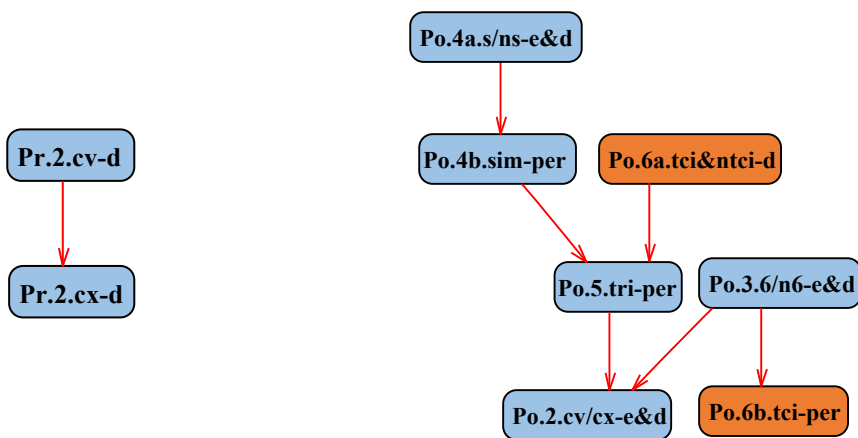 Po.4a.s/ns-e&d
Pr.2.cv-d
Po.4b.sim-per
Po.6a.tci&ntci-d
Pr.2.cx-d
Po.5.tri-per
Po.3.6/n6-e&d
Po.2.cv/cx-e&d
Po.6b.tci-per